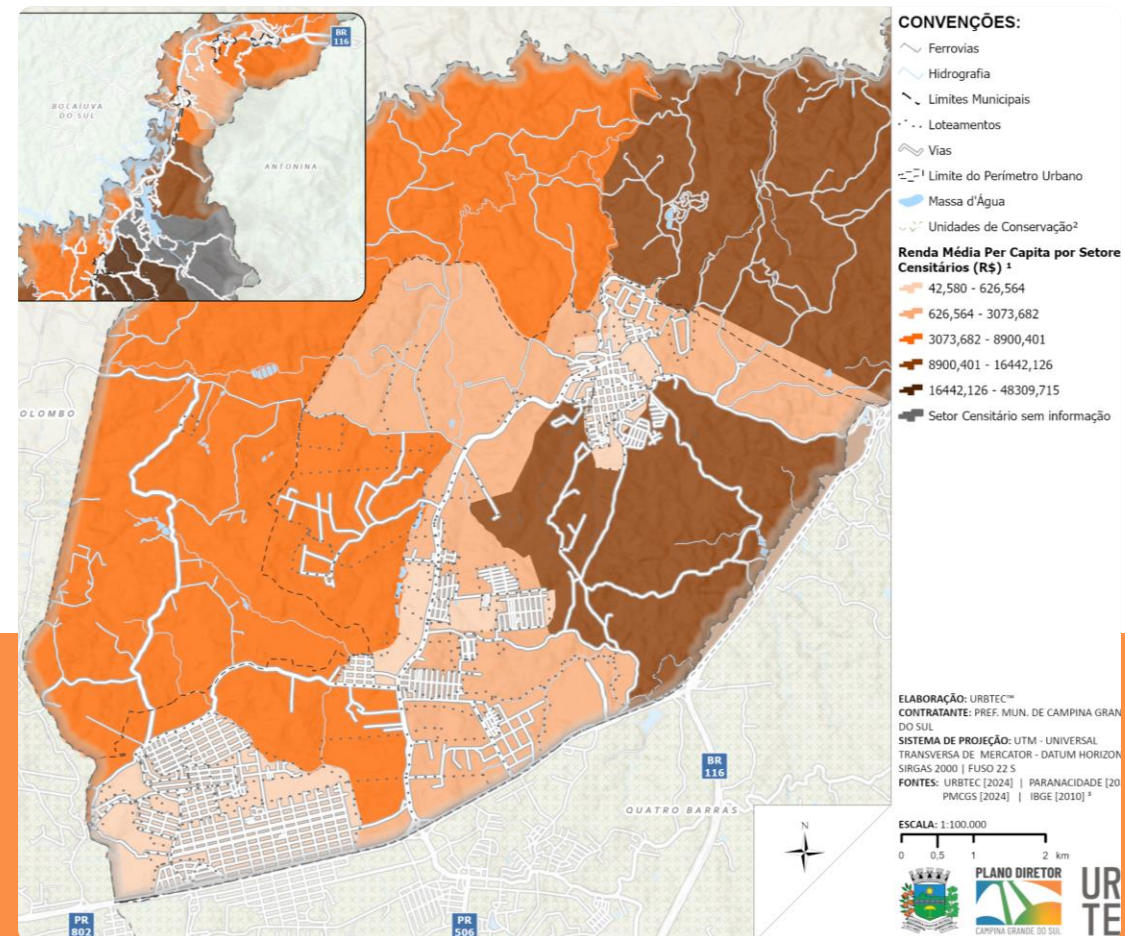 CONVENÇÕES:
Ferrovias
Hidrografia
Limites Municipais
Loteamentos
Vias
Limite do Perímetro Urbano
Massa d'Água
Unidades de Conservação²
Renda Média Per Capita por Setore
Censitários (R$) ¹
42,580 - 626,564
626,564 - 3073,682
3073,682 - 8900,401
8900,401 - 16442,126
16442,126 - 48309,715
Setor Censitário sem informação
BR
116
BOCAIUVA
DO SUL
ANTONINA
OLOMBO
BR
116
QUATRO BARRAS
PR
802
PR
506
N
ELABORAÇÃO: URBTEC™
CONTRATANTE: PREF. MUN. DE CAMPINA GRAN
DO SUL
SISTEMA DE PROJEÇÃO: UTM - UNIVERSAL
TRANSVERSA DE MERCATOR - DATUM HORIZON
SIRGAS 2000 | FUSO 22 S
FONTES: URBTEC [2024] | PARANACIDADE [20
PMCGS [2024] | IBGE [2010] ³
ESCALA: 1:100.000
0 0,5 1 2 km
PLANO DIRETOR
CAMPINA GRANDE DO SUL
UR
TE